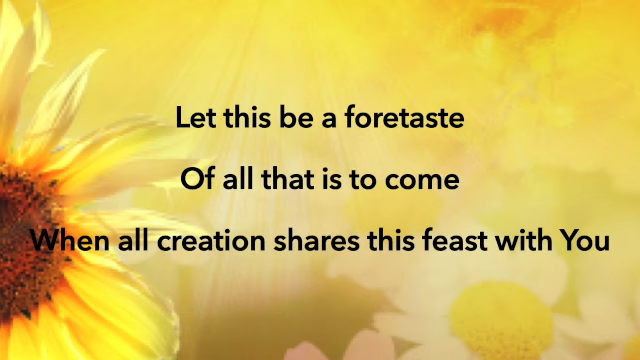 Let this be a foretaste
Of all that is to come
When all creation shares this feast with You